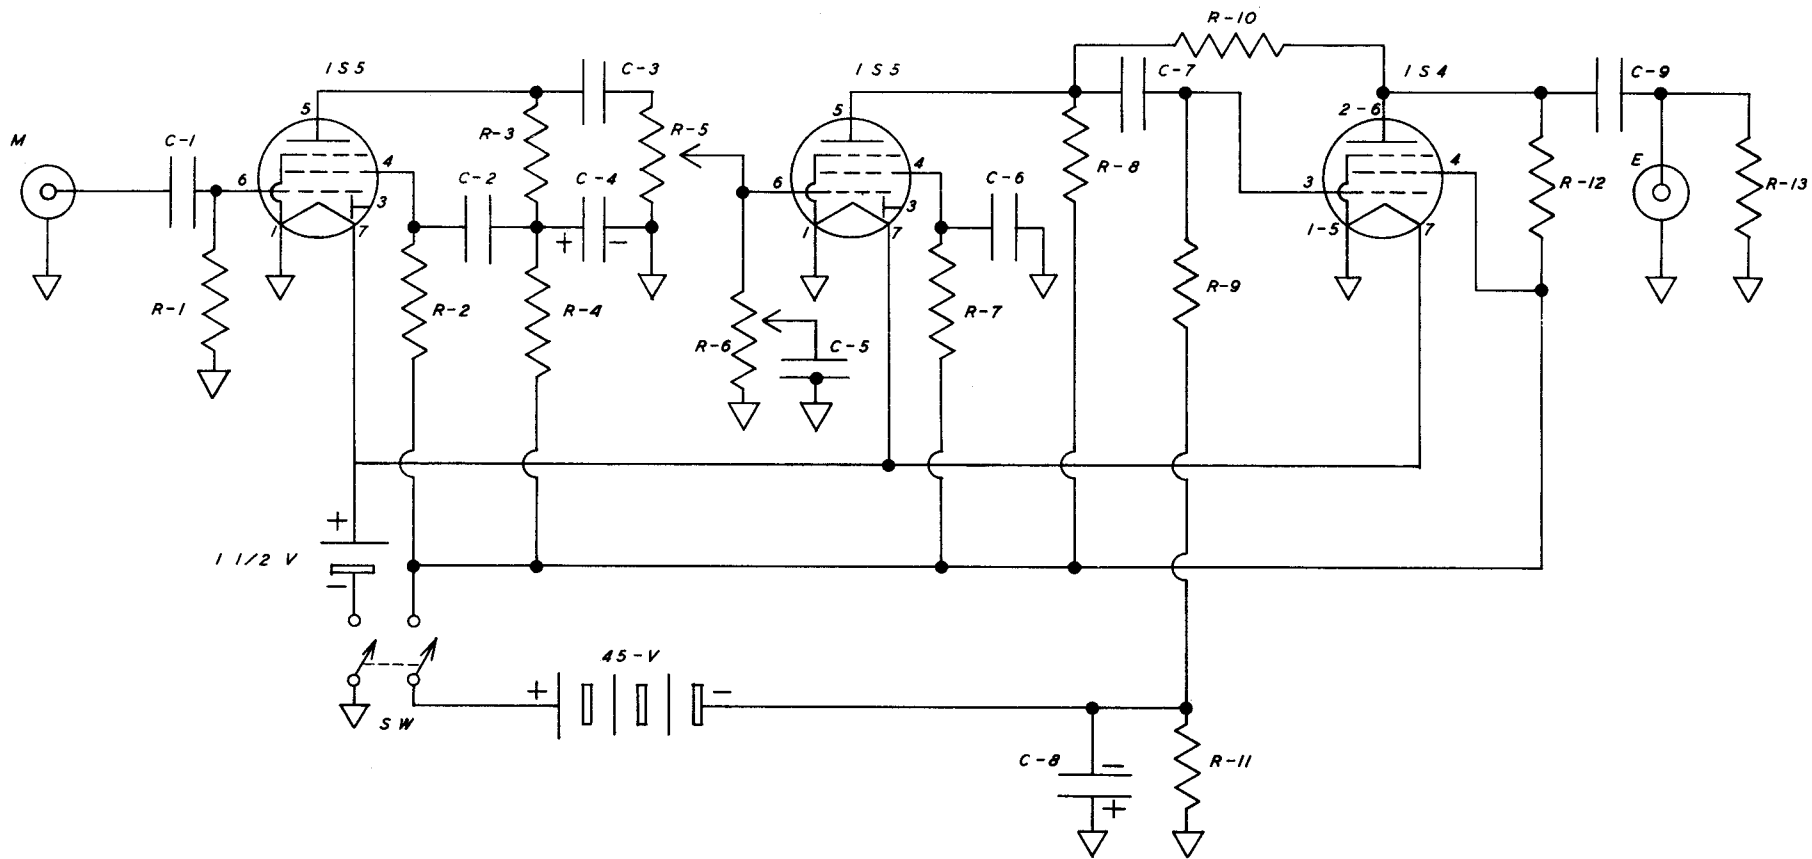 R-10
1S5
C-3
1S5
C-7
1S4
C-9
5
R-3
R-5
5
2-6
M
C-1
4
R-8
4
E
R-12
R-13
6
C-2
C-4
6
C-6
3
3
3
1
7
+
-
1
7
1-5
7
R-1
R-2
R-4
R-6
C-5
R-7
R-9
+
1 1/2 V
-
45-V
+
-
SW
C-8
-
+
R-11